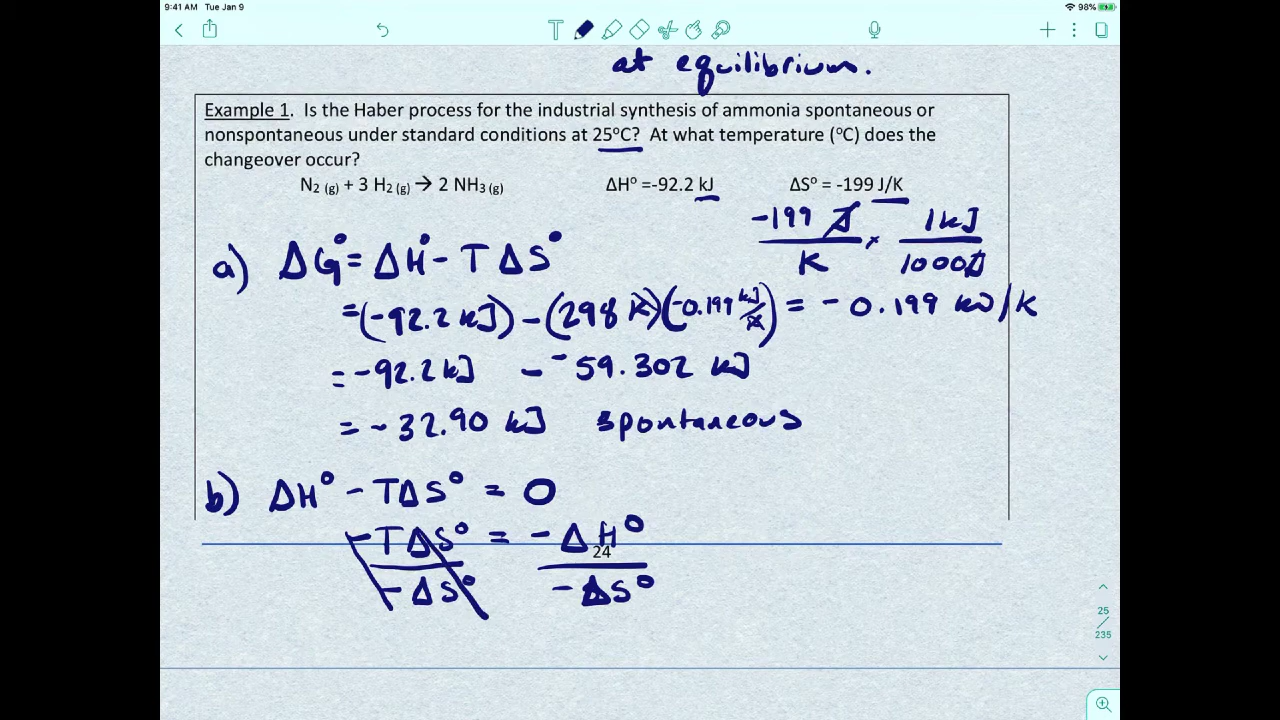 9:41 AM Tue Jan 9 98%
at equilibrium.
Example 1. Is the Haber process for the industrial synthesis of ammonia spontaneous or
nonspontaneous under standard conditions at 25°C? At what temperature (°C) does the
changeover occur?
N₂ (g) + 3 H₂ (g) → 2 NH₃ (g) ΔH° =-92.2 kJ ΔS° = -199 J/K
-199 J / K × 1 kJ / 1000 J
a) ΔG° = ΔH° - TΔS°
= (-92.2 kJ) - (298 K)(-0.199 kJ/K) = -0.199 kJ/K
= -92.2 kJ - -59.302 kJ
= -32.90 kJ spontaneous
b) ΔH° - TΔS° = 0
-TΔS° = -ΔH°
24
-ΔS° -ΔS°
25
/
235